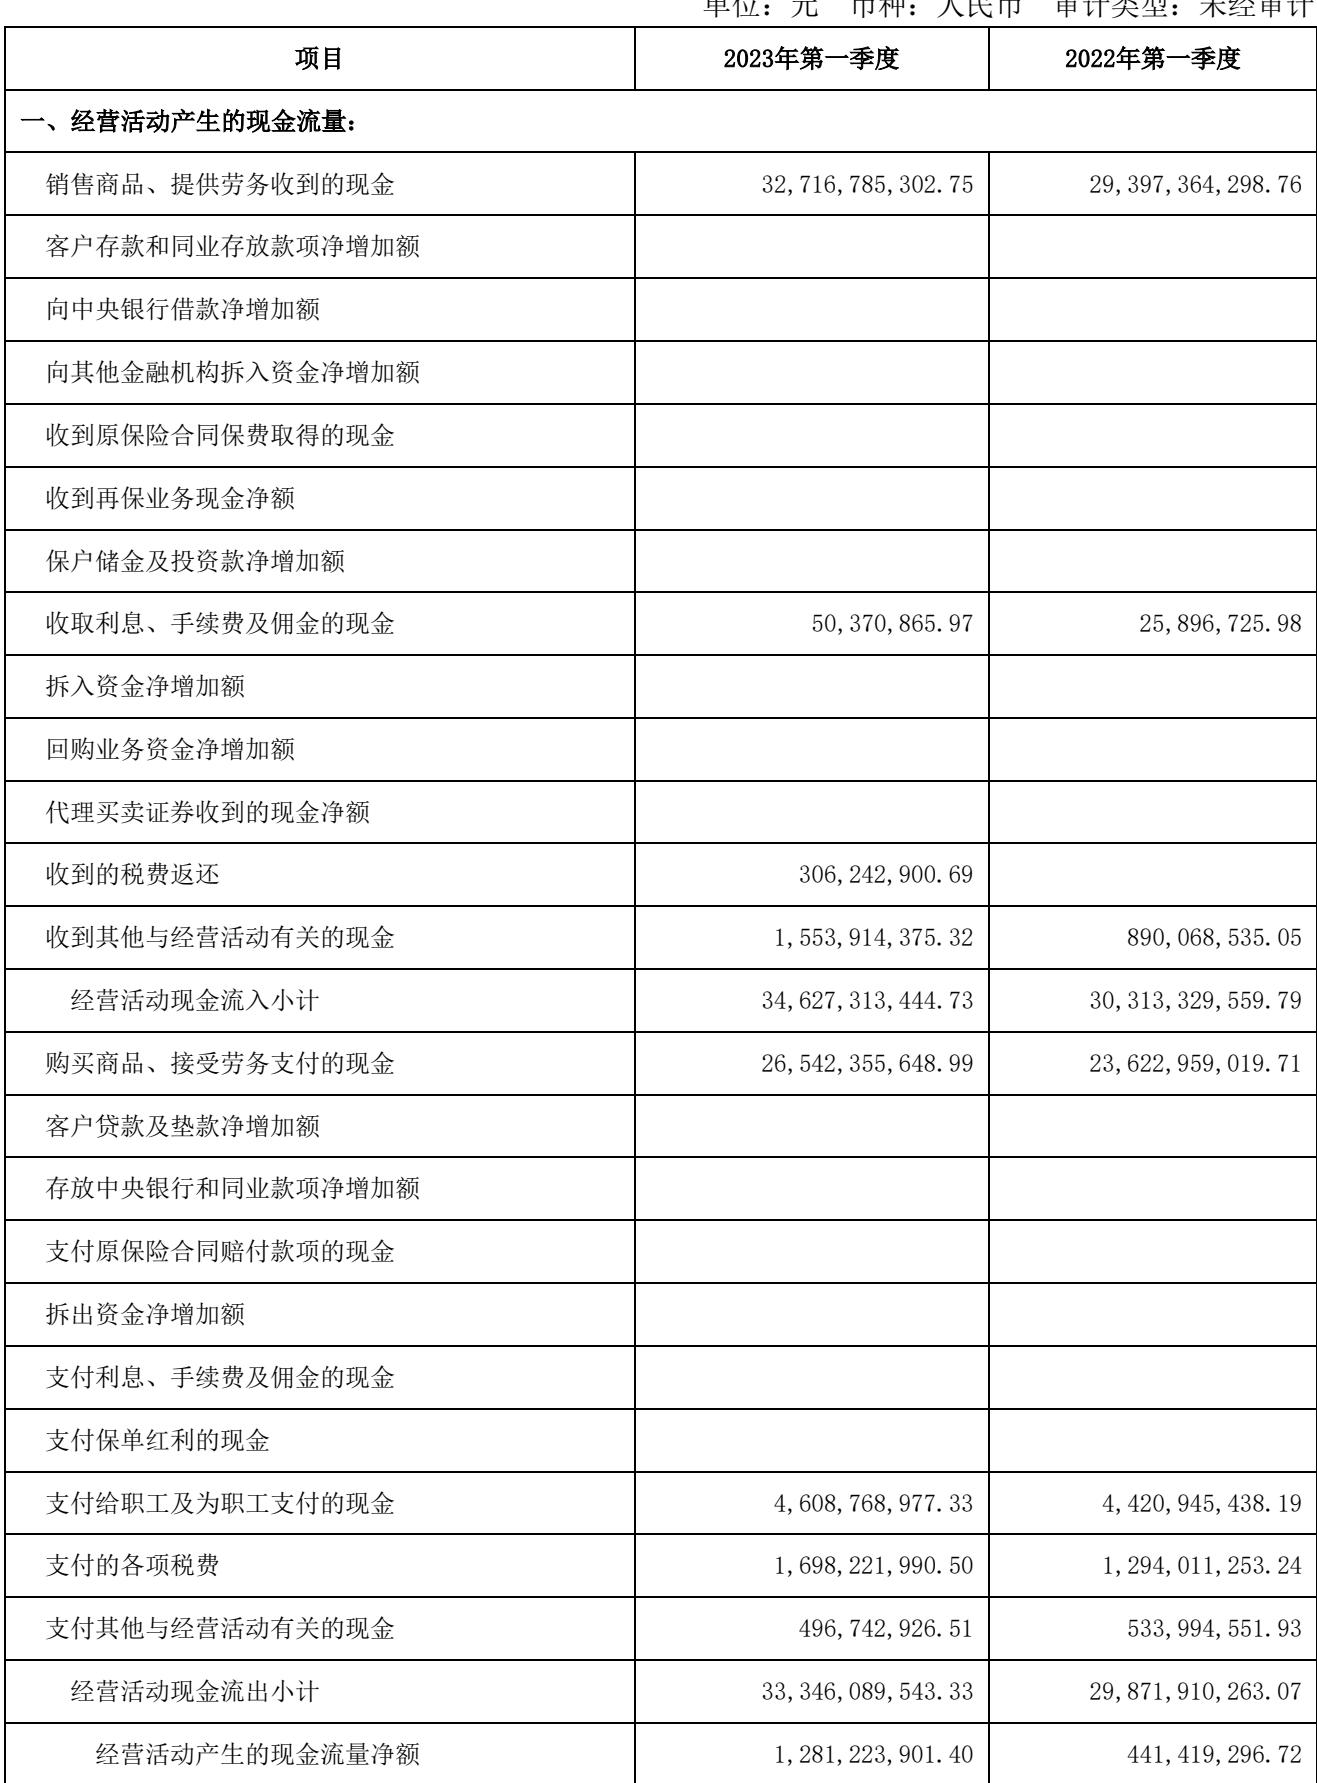 单位：元 币种：人民币 审计类型：未经审计
项目 2023年第一季度 2022年第一季度
一、经营活动产生的现金流量：
销售商品、提供劳务收到的现金 32,716,785,302.75 29,397,364,298.76
客户存款和同业存放款项净增加额
向中央银行借款净增加额
向其他金融机构拆入资金净增加额
收到原保险合同保费取得的现金
收到再保业务现金净额
保户储金及投资款净增加额
收取利息、手续费及佣金的现金 50,370,865.97 25,896,725.98
拆入资金净增加额
回购业务资金净增加额
代理买卖证券收到的现金净额
收到的税费返还 306,242,900.69
收到其他与经营活动有关的现金 1,553,914,375.32 890,068,535.05
经营活动现金流入小计 34,627,313,444.73 30,313,329,559.79
购买商品、接受劳务支付的现金 26,542,355,648.99 23,622,959,019.71
客户贷款及垫款净增加额
存放中央银行和同业款项净增加额
支付原保险合同赔付款项的现金
拆出资金净增加额
支付利息、手续费及佣金的现金
支付保单红利的现金
支付给职工及为职工支付的现金 4,608,768,977.33 4,420,945,438.19
支付的各项税费 1,698,221,990.50 1,294,011,253.24
支付其他与经营活动有关的现金 496,742,926.51 533,994,551.93
经营活动现金流出小计 33,346,089,543.33 29,871,910,263.07
经营活动产生的现金流量净额 1,281,223,901.40 441,419,296.72